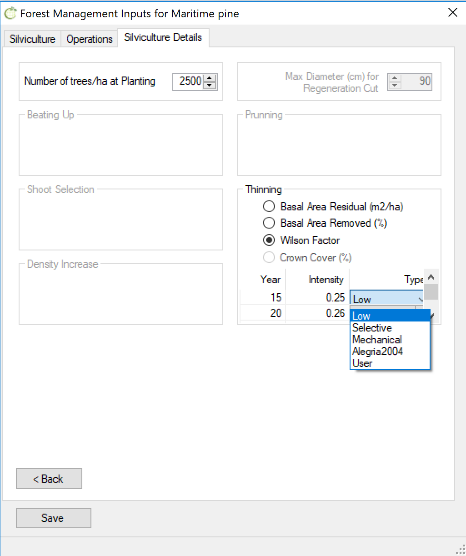 Forest Management Inputs for Maritime pine
Silviculture Operations Silviculture Details
Number of trees/ha at Planting 2500
Max Diameter (cm) for
Regeneration Cut 90
Beating Up
Prunning
Shoot Selection
Density Increase
Thinning
Basal Area Residual (m2/ha)
Basal Area Removed (%)
Wilson Factor
Crown Cover (%)
Year Intensity Type
15 0.25 Low
20 0.26
Low
Selective
Mechanical
Alegria2004
User
< Back
Save